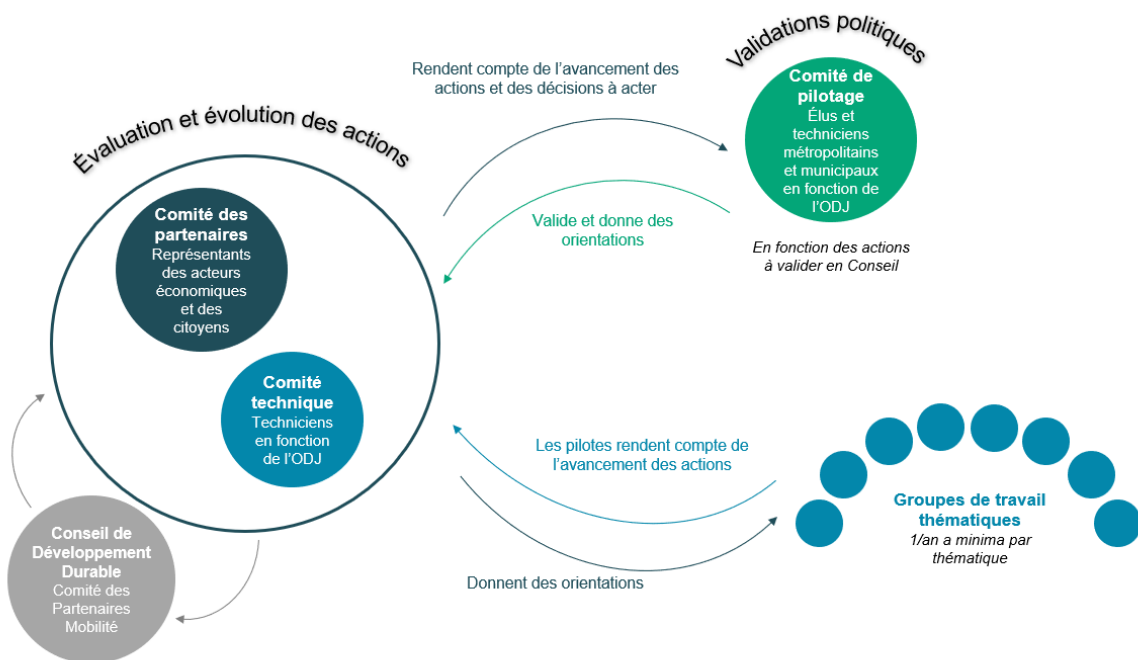 Évaluation et évolution des actions
Comité des
partenaires
Représentants
des acteurs
économiques
et des
citoyens
Comité
technique
Techniciens
en fonction
de l’ODJ
Conseil de
Développement
Durable
Comité des
Partenaires
Mobilité
Rendent compte de l’avancement des
actions et des décisions à acter
Valide et donne des
orientations
Validations politiques
Comité de
pilotage
Élus et
techniciens
métropolitains
et municipaux
en fonction de
l’ODJ
En fonction des actions
à valider en Conseil
Les pilotes rendent compte de
l’avancement des actions
Donnent des orientations
Groupes de travail
thématiques
1/an a minima par
thématique